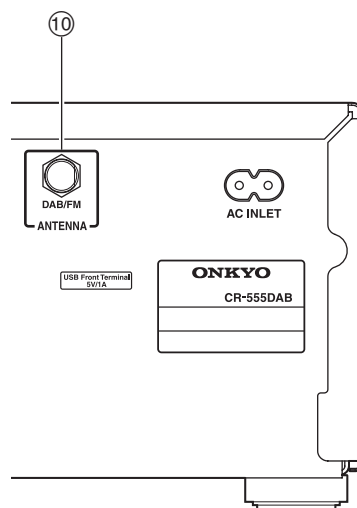 ⑩
DAB/FM
ANTENNA
AC INLET
USB Front Terminal
5V/1A
ONKYO
CR-555DAB